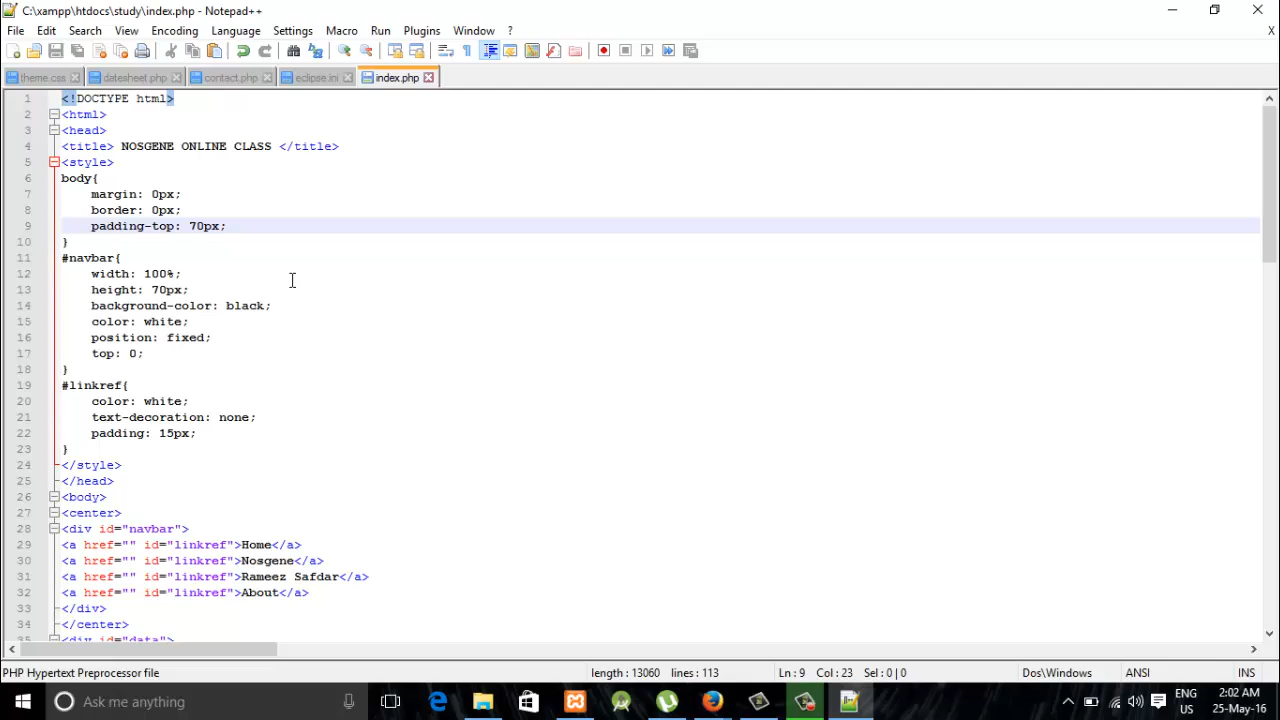 C:\xampp\htdocs\study\index.php - Notepad++
File Edit Search View Encoding Language Settings Macro Run Plugins Window ? X
theme.css datesheet.php contact.php eclipse.ini index.php
1 <!DOCTYPE html>
2 <html>
3 <head>
4 <title> NOSGENE ONLINE CLASS </title>
5 <style>
6 body{
7 margin: 0px;
8 border: 0px;
9 padding-top: 70px;
10 }
11 #navbar{
12 width: 100%;
13 height: 70px;
14 background-color: black;
15 color: white;
16 position: fixed;
17 top: 0;
18 }
19 #linkref{
20 color: white;
21 text-decoration: none;
22 padding: 15px;
23 }
24 </style>
25 </head>
26 <body>
27 <center>
28 <div id="navbar">
29 <a href="" id="linkref">Home</a>
30 <a href="" id="linkref">Nosgene</a>
31 <a href="" id="linkref">Rameez Safdar</a>
32 <a href="" id="linkref">About</a>
33 </div>
34 </center>
35 <div id="data">
PHP Hypertext Preprocessor file length : 13060 lines : 113 Ln : 9 Col : 23 Sel : 0 | 0 Dos\Windows ANSI INS
Ask me anything ENG 2:02 AM
US 25-May-16